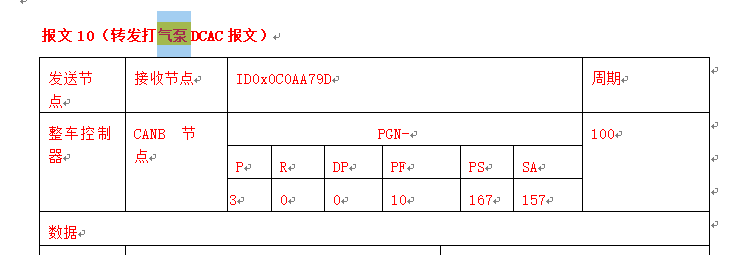 报文 10（转发打气泵 DCAC 报文）
发送节点
接收节点
ID0x0C0AA79D
周期
整车控制器
CANB 节点
PGN-
100
P
R
DP
PF
PS
SA
3
0
0
10
167
157
数据